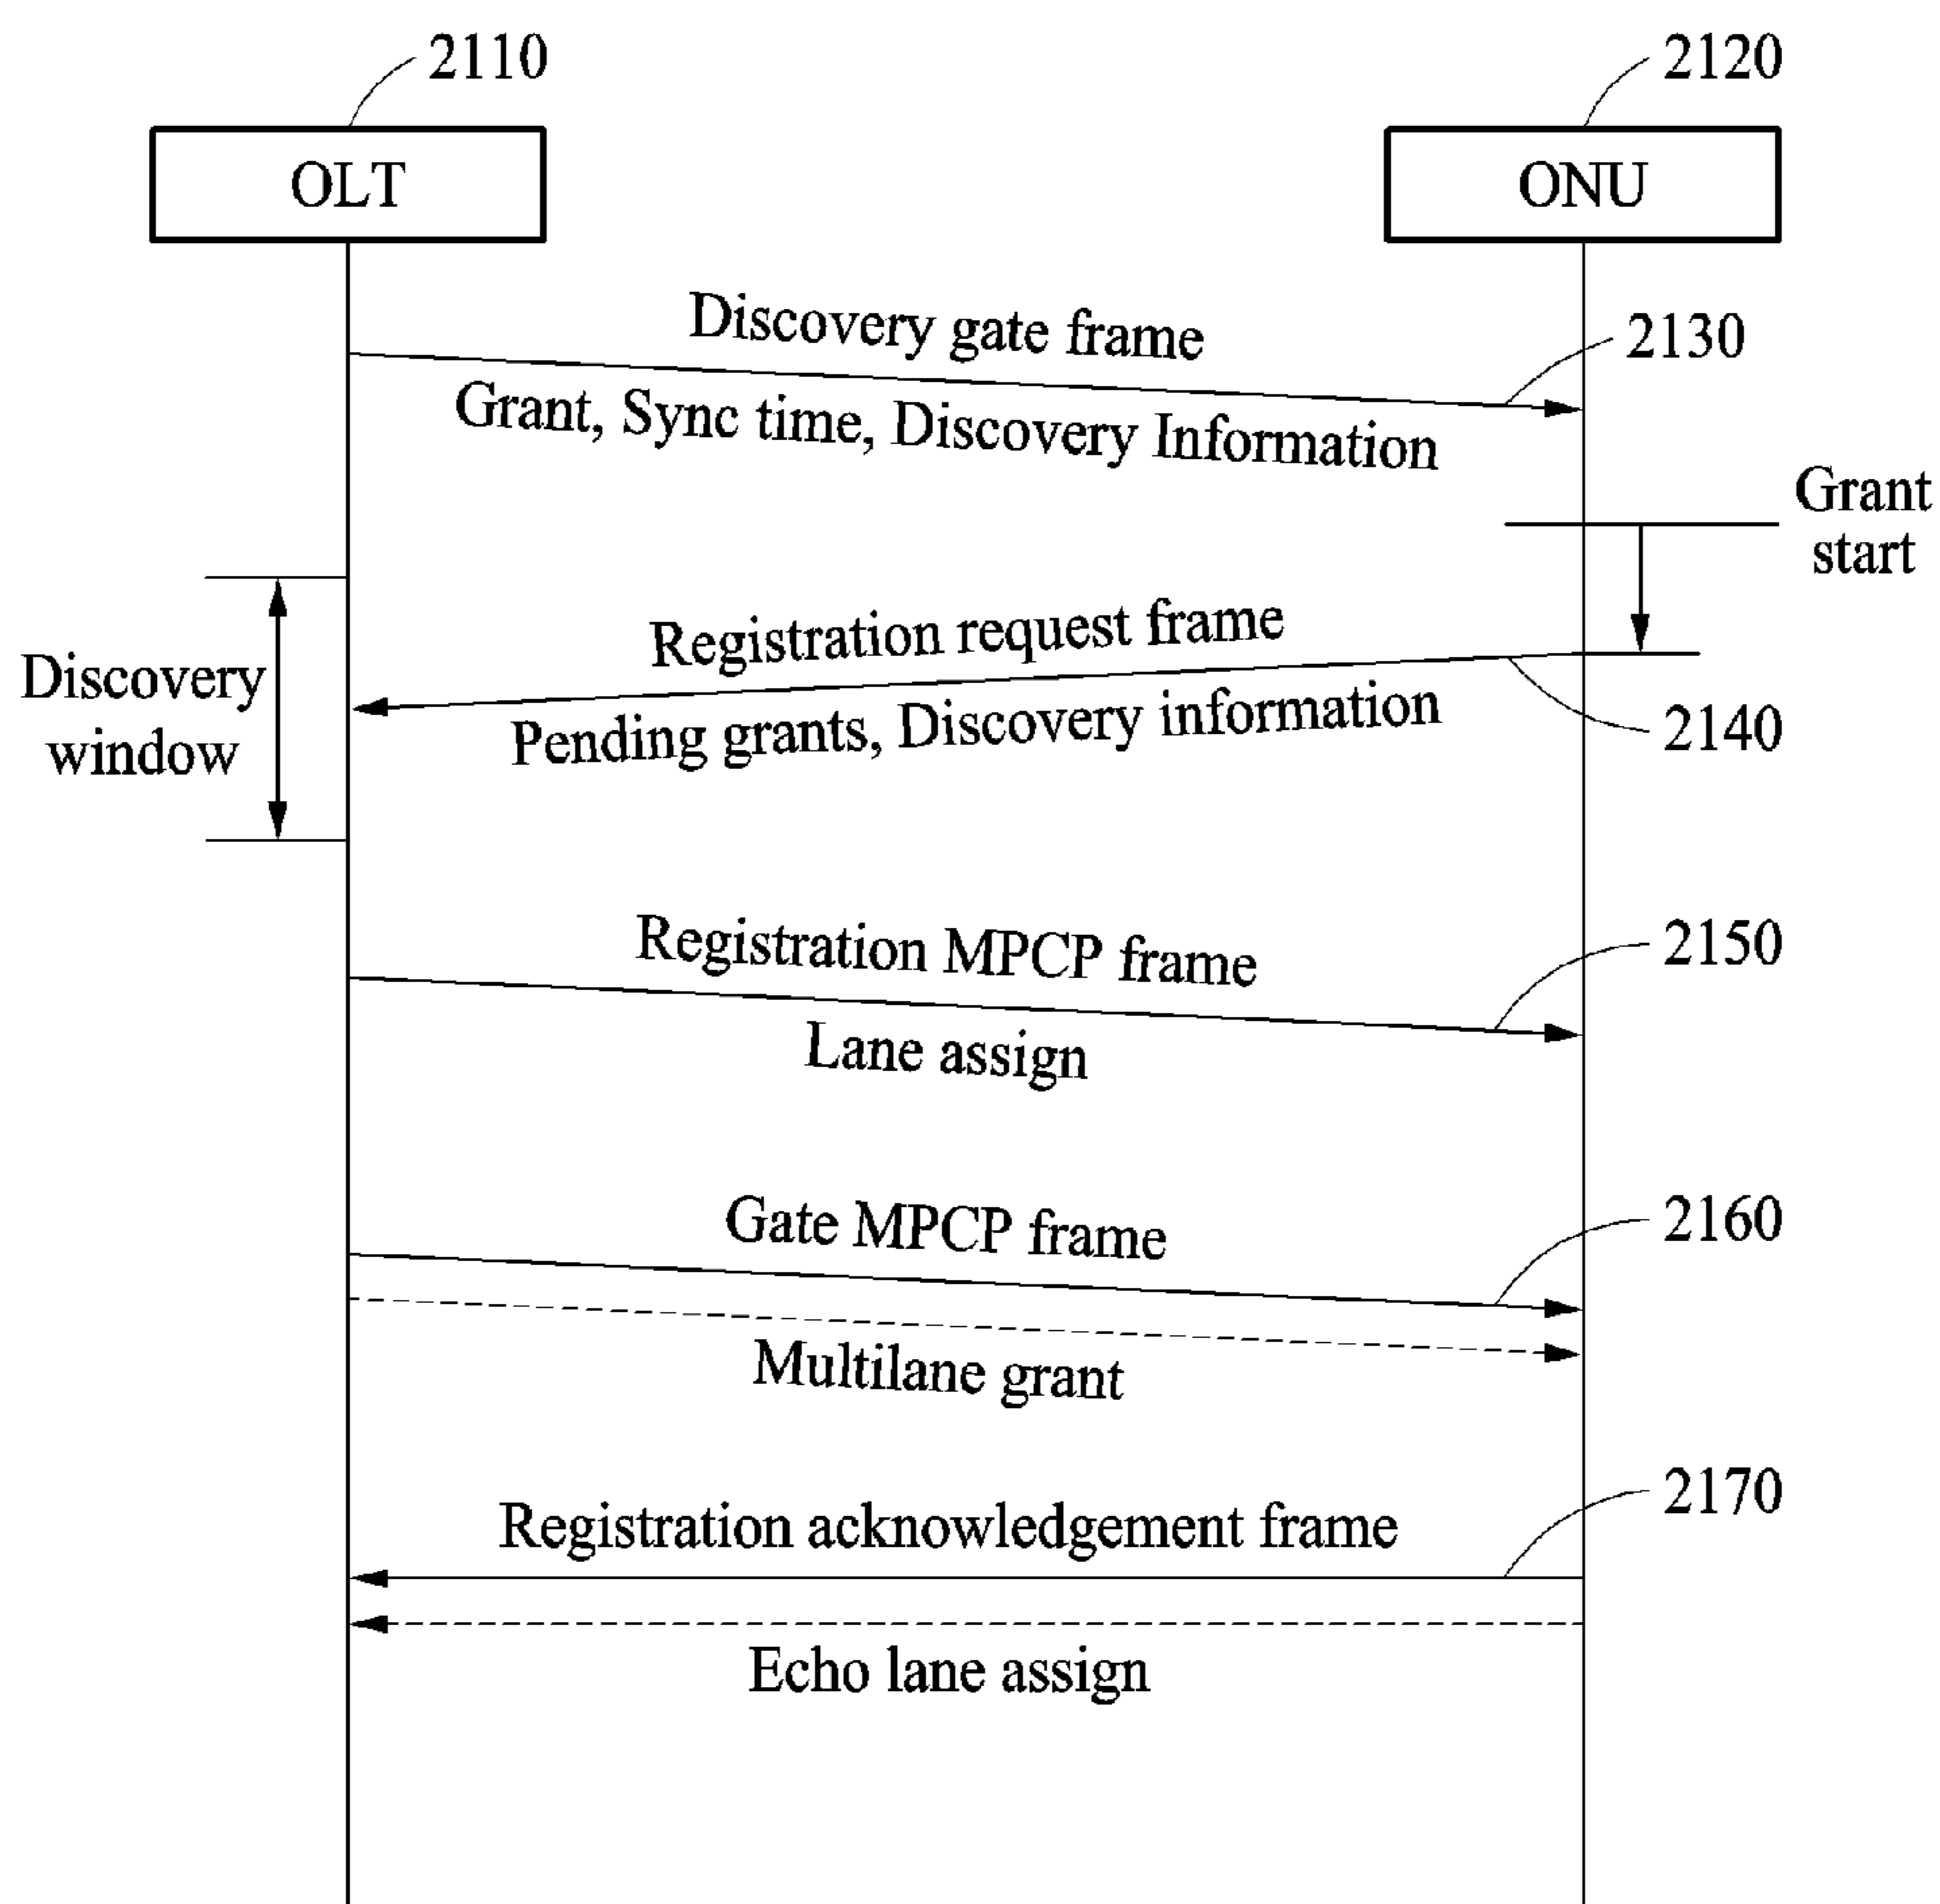 2110
2120
OLT
ONU
Discovery gate frame
2130
Grant, Sync time, Discovery Information
Grant
start
Registration request frame
Discovery
window
Pending grants, Discovery information
2140
Registration MPCP frame
2150
Lane assign
Gate MPCP frame
2160
Multilane grant
2170
Registration acknowledgement frame
Echo lane assign